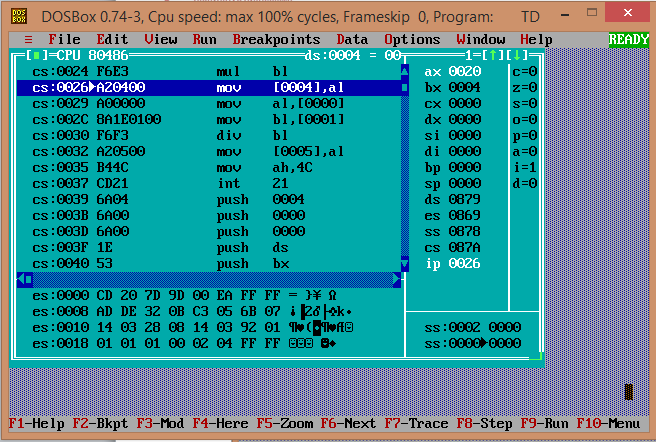 DOSBox 0.74-3, Cpu speed: max 100% cycles, Frameskip 0, Program: TD
≡ File Edit View Run Breakpoints Data Options Window Help READY
[■]=CPU 80486 ds:0004 = 00 1=[↑][↓]
cs:0024 F6E3 mul bl ax 0020 c=0
cs:0026►A20400 mov [0004],al bx 0004 z=0
cs:0029 A00000 mov al,[0000] cx 0000 s=0
cs:002C 8A1E0100 mov bl,[0001] dx 0000 o=0
cs:0030 F6F3 div bl si 0000 p=0
cs:0032 A20500 mov [0005],al di 0000 a=0
cs:0035 B44C mov ah,4C bp 0000 i=1
cs:0037 CD21 int 21 sp 0000 d=0
cs:0039 6A04 push 0004 ds 0879
cs:003B 6A00 push 0000 es 0869
cs:003D 6A00 push 0000 ss 0878
cs:003F 1E push ds cs 087A
cs:0040 53 push bx ip 0026
es:0000 CD 20 7D 9D 00 EA FF FF = }¥ Ω
es:0008 AD DE 32 0B C3 05 6B 07
es:0010 14 03 28 08 14 03 92 01
es:0018 01 01 01 00 02 04 FF FF
ss:0002 0000
ss:0000►0000
F1-Help F2-Bkpt F3-Mod F4-Here F5-Zoom F6-Next F7-Trace F8-Step F9-Run F10-Menu